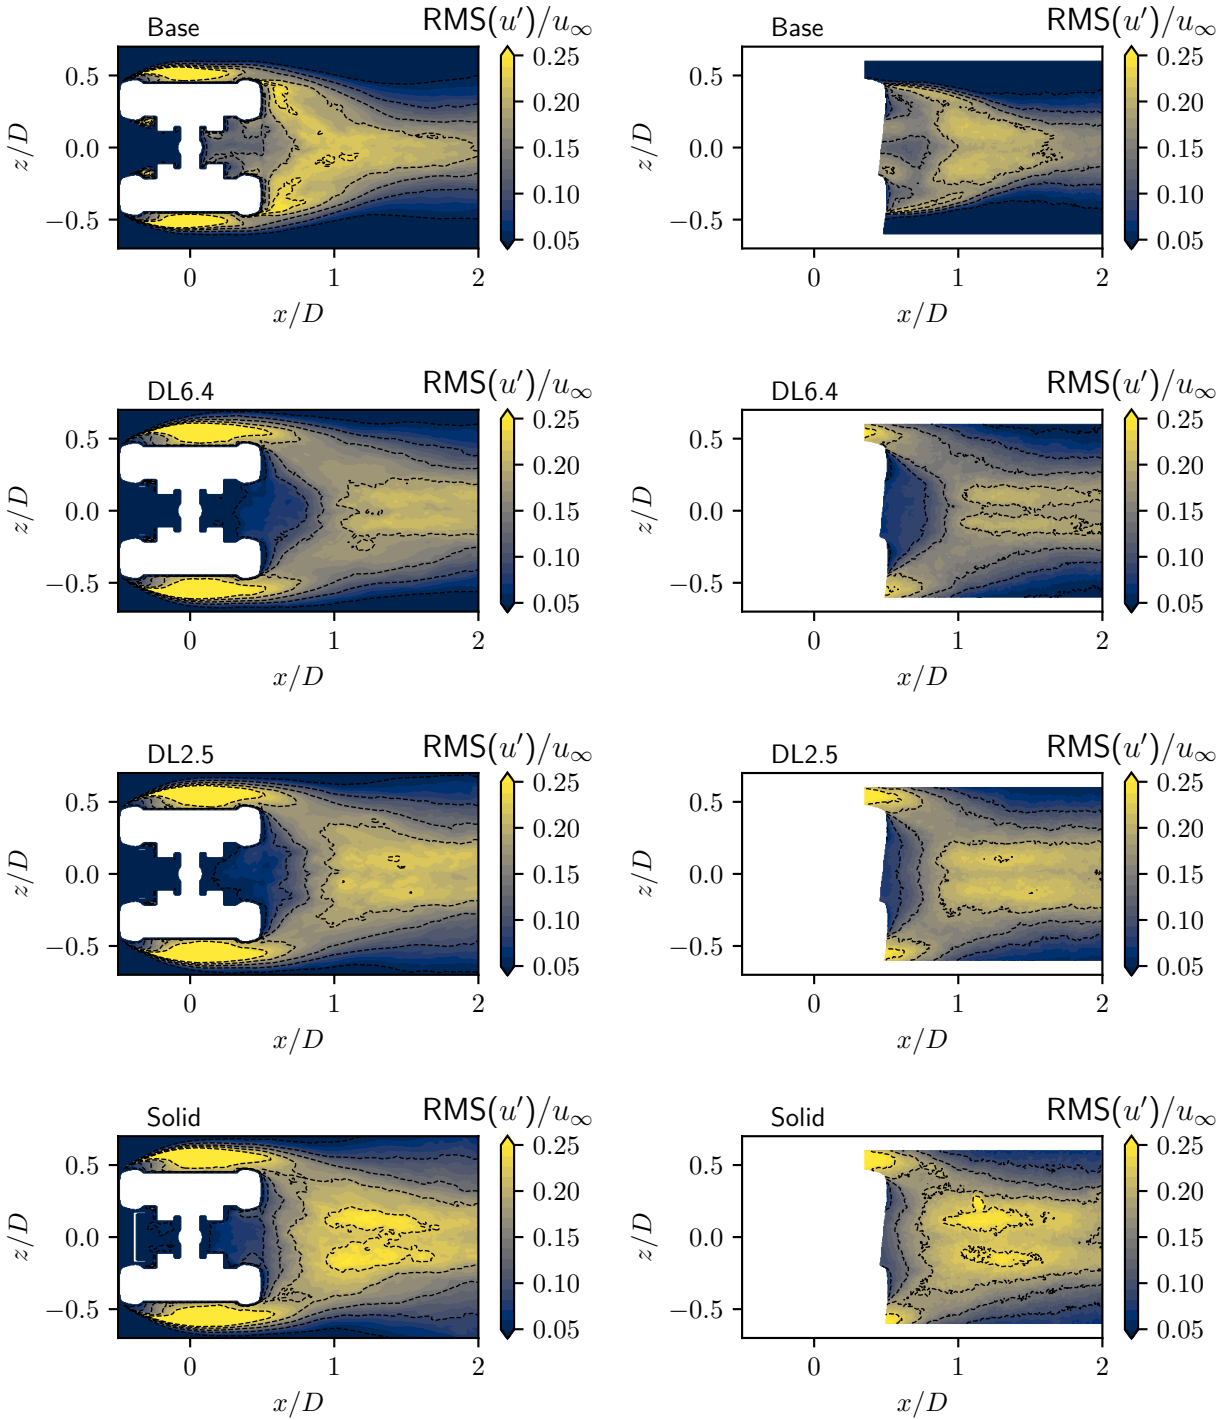 Base RMS(u′)/u∞ Base RMS(u′)/u∞
0.25 0.25
0.5 0.20 0.5 0.20
z/D 0.0 0.15 z/D 0.0 0.15
0.10 0.10
−0.5 0.05 −0.5 0.05
0 1 2 0 1 2
x/D x/D
DL6.4 RMS(u′)/u∞ DL6.4 RMS(u′)/u∞
0.25 0.25
0.5 0.20 0.5 0.20
z/D 0.0 0.15 z/D 0.0 0.15
0.10 0.10
−0.5 0.05 −0.5 0.05
0 1 2 0 1 2
x/D x/D
DL2.5 RMS(u′)/u∞ DL2.5 RMS(u′)/u∞
0.25 0.25
0.5 0.20 0.5 0.20
z/D 0.0 0.15 z/D 0.0 0.15
0.10 0.10
−0.5 0.05 −0.5 0.05
0 1 2 0 1 2
x/D x/D
Solid RMS(u′)/u∞ Solid RMS(u′)/u∞
0.25 0.25
0.5 0.20 0.5 0.20
z/D 0.0 0.15 z/D 0.0 0.15
0.10 0.10
−0.5 0.05 −0.5 0.05
0 1 2 0 1 2
x/D x/D